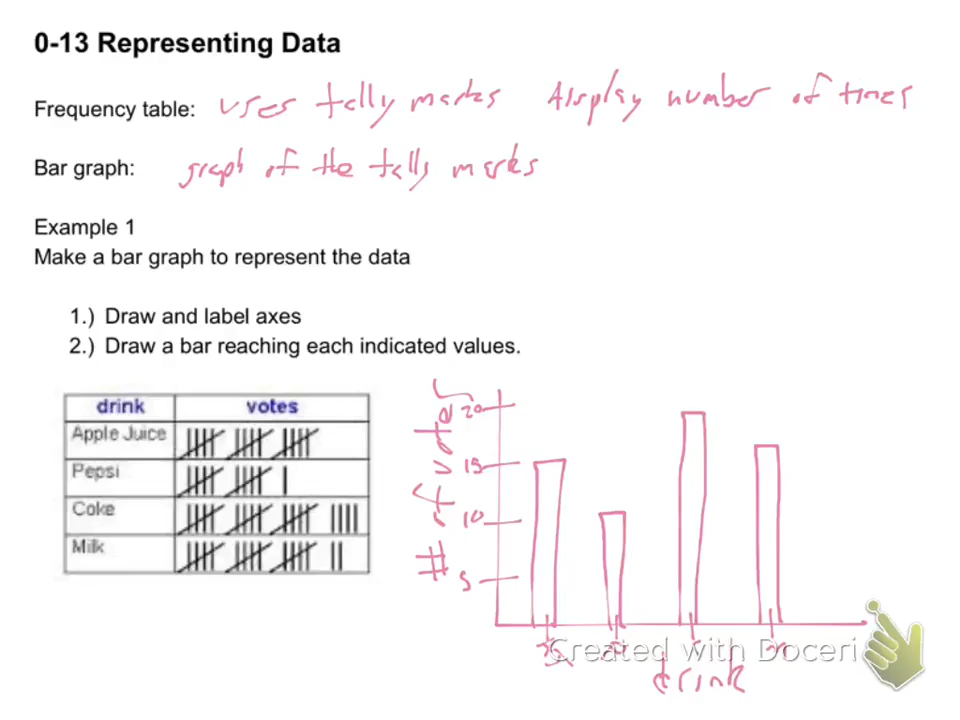 0-13 Representing Data
Frequency table: uses tally marks display number of times
Bar graph: graph of the tally marks
Example 1
Make a bar graph to represent the data
1.) Draw and label axes
2.) Draw a bar reaching each indicated values.
drink votes
Apple Juice
Pepsi
Coke
Milk
# of votes
20
15
10
5
Created with Doceri
drink